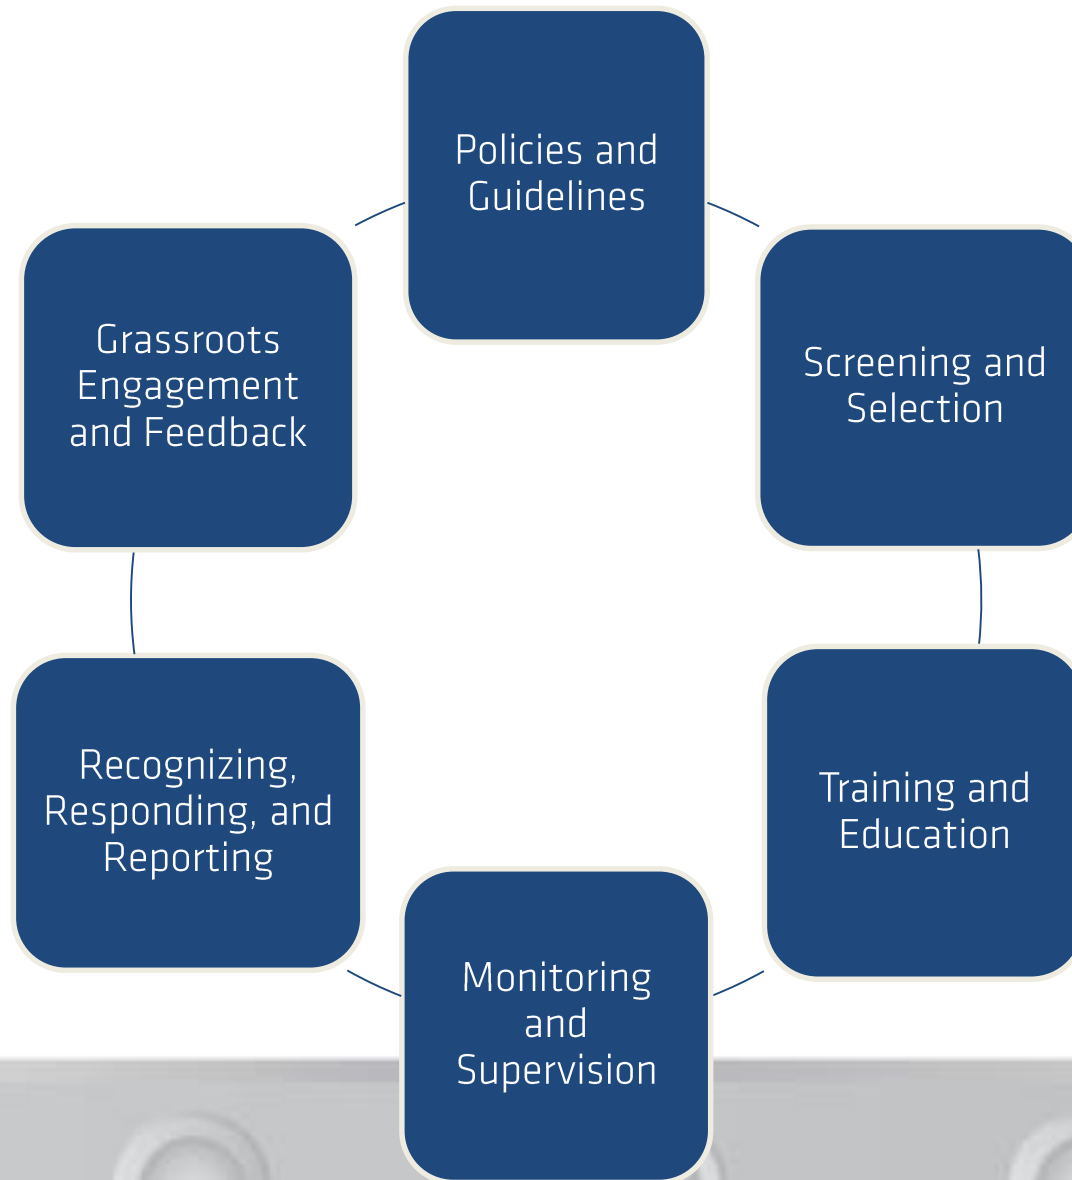 Policies and
Guidelines
Screening and
Selection
Training and
Education
Monitoring
and
Supervision
Recognizing,
Responding, and
Reporting
Grassroots
Engagement
and Feedback